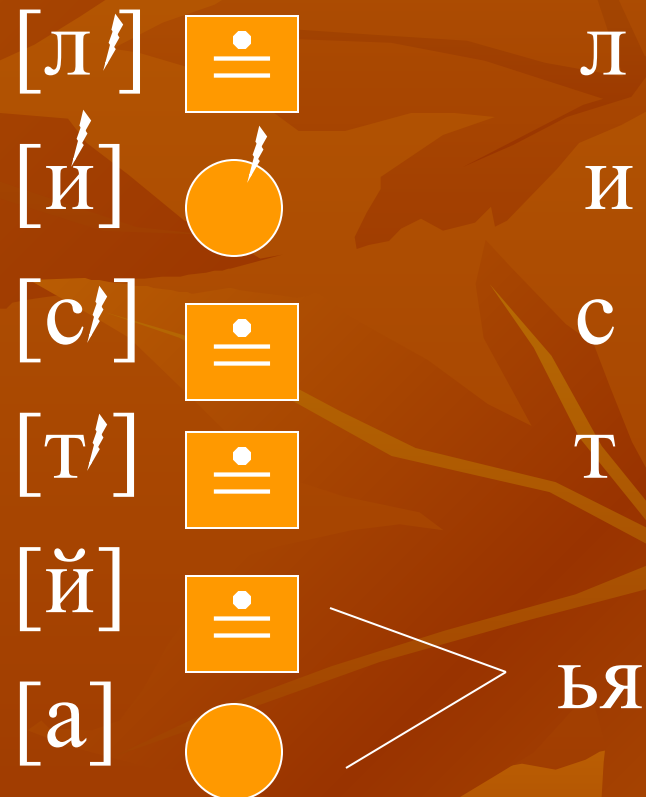 [л′] л
[и́] и
[с′] с
[т′] т
[й]
ья
[а]